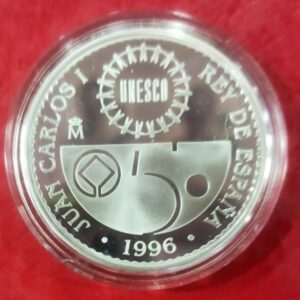 JUAN CARLOS I REY DE ESPAÑA
UNESCO
M
50
· 1996 ·